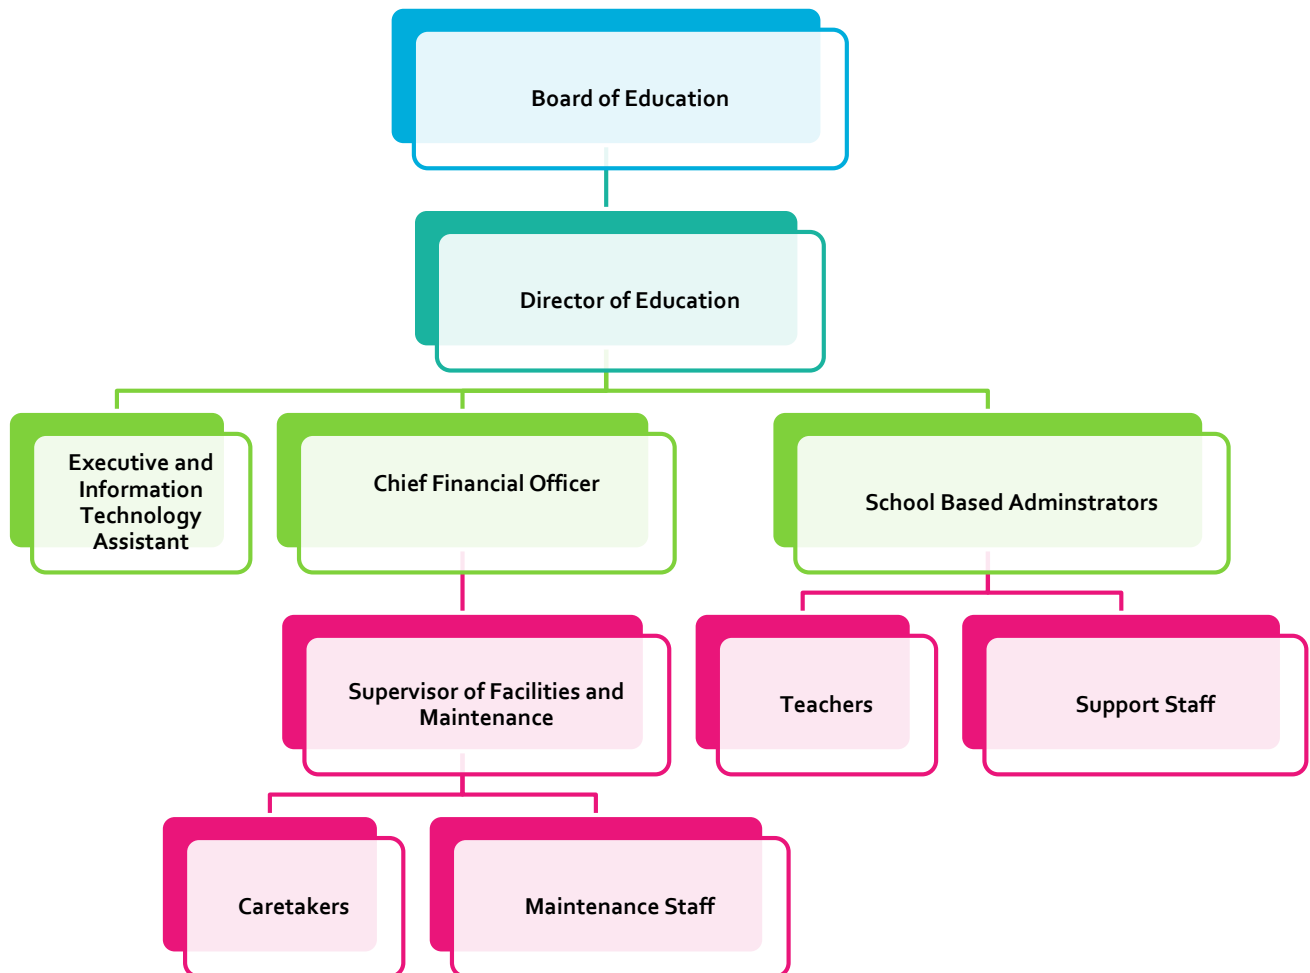 Board of Education
Director of Education
Executive and
Information
Technology
Assistant
Chief Financial Officer
School Based Adminstrators
Supervisor of Facilities and
Maintenance
Teachers
Support Staff
Caretakers
Maintenance Staff